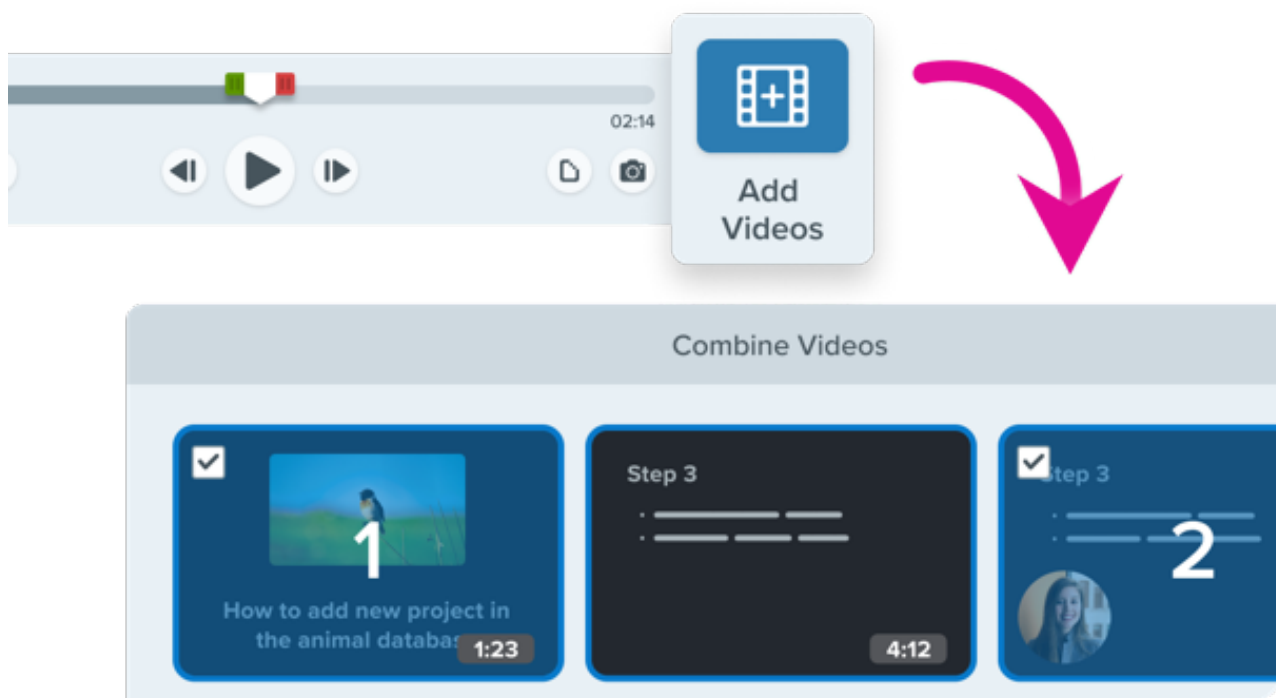 02:14
Add
Videos
Combine Videos
1
How to add new project in
the animal databas
1:23
Step 3
4:12
Step 3
2